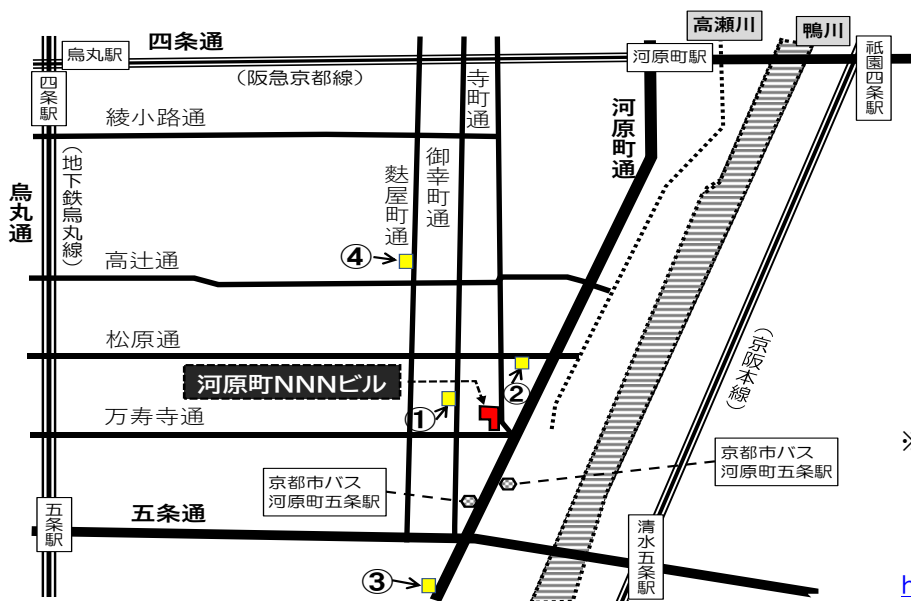 高瀬川
鴨川
烏丸駅
四条通
河原町駅
祇園四条駅
(阪急京都線)
四条駅
寺町通
綾小路通
河原町通
御幸町通
麩屋町通
(地下鉄烏丸線)
烏丸通
④
高辻通
松原通
(京阪本線)
河原町NNNビル
②
①
万寿寺通
※
京都市バス
河原町五条駅
京都市バス
河原町五条駅
五条通
五条駅
清水五条駅
③
h